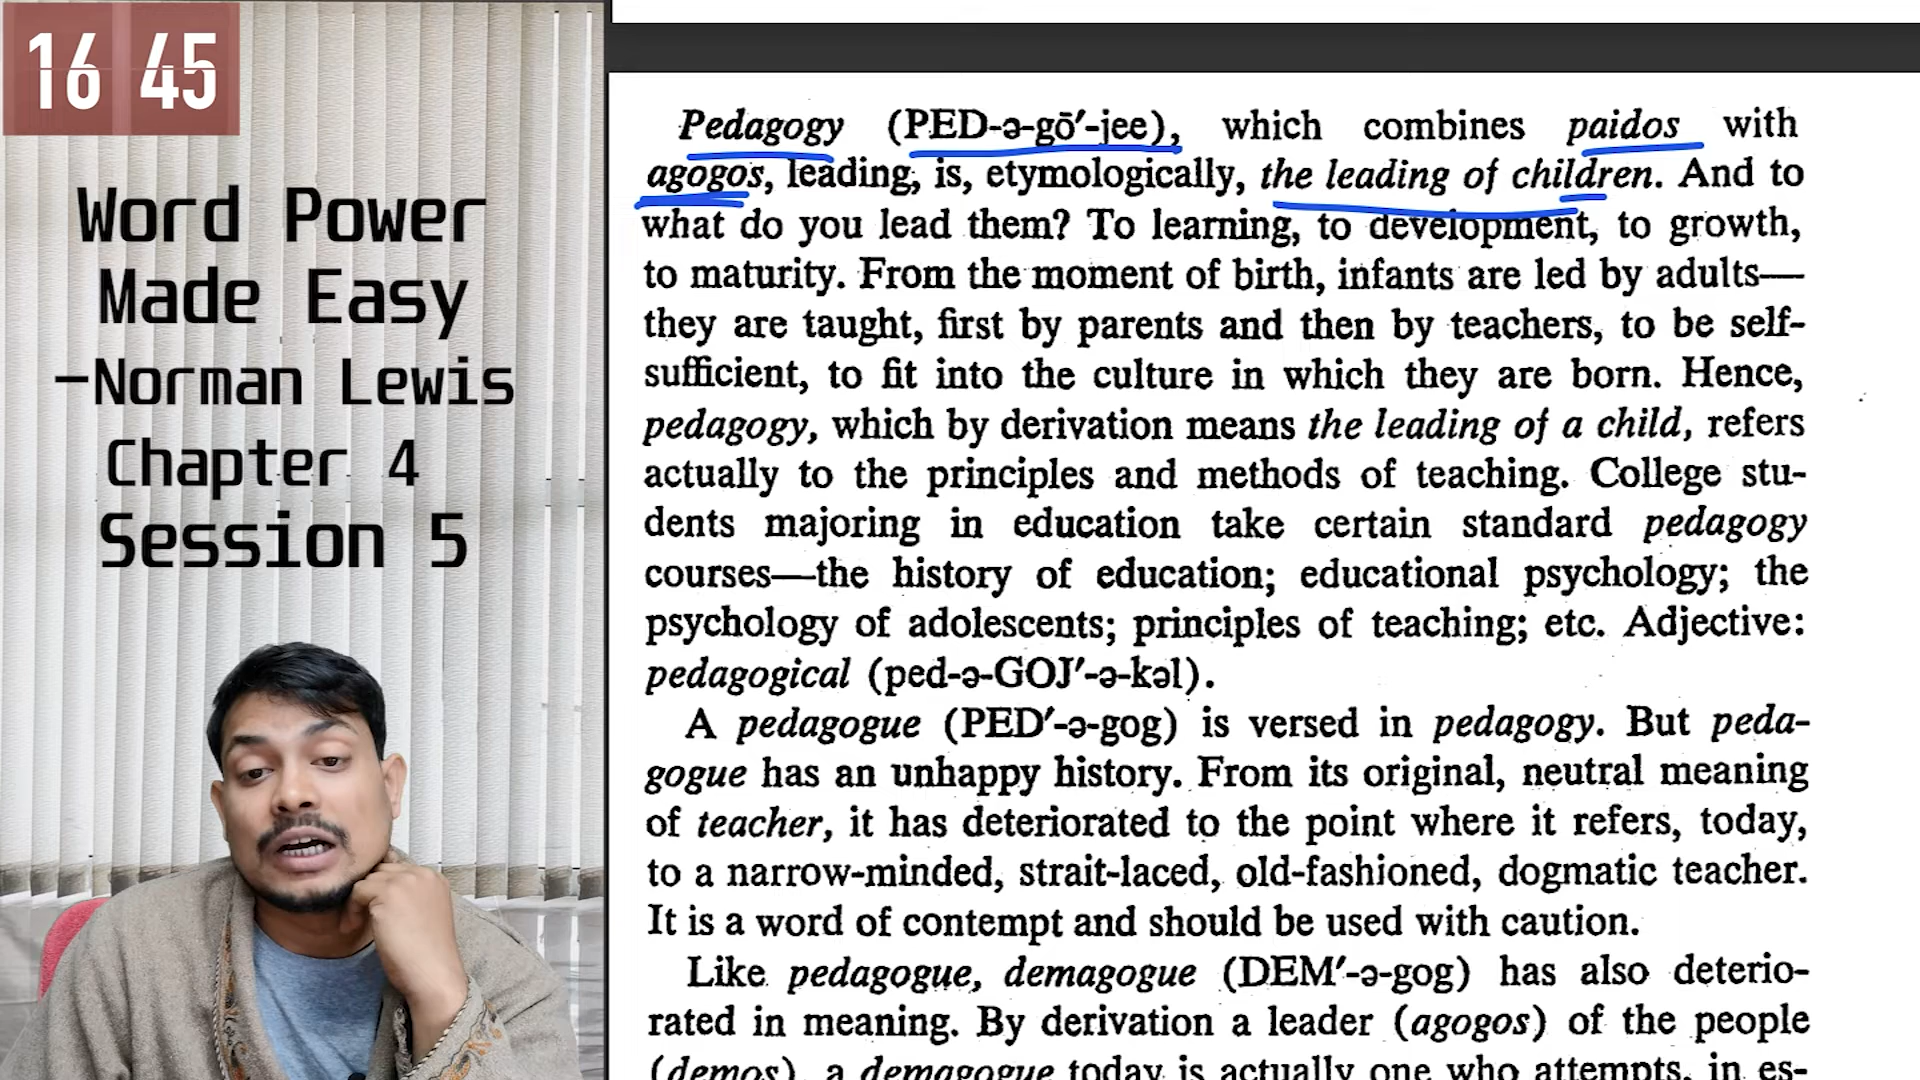 16 45
Word Power
Made Easy
-Norman Lewis
Chapter 4
Session 5
Pedagogy (PED-ə-gō′-jee), which combines paidos with
agogos, leading, is, etymologically, the leading of children. And to
what do you lead them? To learning, to development, to growth,
to maturity. From the moment of birth, infants are led by adults—
they are taught, first by parents and then by teachers, to be self-
sufficient, to fit into the culture in which they are born. Hence,
pedagogy, which by derivation means the leading of a child, refers
actually to the principles and methods of teaching. College stu-
dents majoring in education take certain standard pedagogy
courses—the history of education; educational psychology; the
psychology of adolescents; principles of teaching; etc. Adjective:
pedagogical (ped-ə-GOJ′-ə-kəl).
A pedagogue (PED′-ə-gog) is versed in pedagogy. But peda-
gogue has an unhappy history. From its original, neutral meaning
of teacher, it has deteriorated to the point where it refers, today,
to a narrow-minded, strait-laced, old-fashioned, dogmatic teacher.
It is a word of contempt and should be used with caution.
Like pedagogue, demagogue (DEM′-ə-gog) has also deterio-
rated in meaning. By derivation a leader (agogos) of the people
(demos), a demagogue today is actually one who attempts, in es-